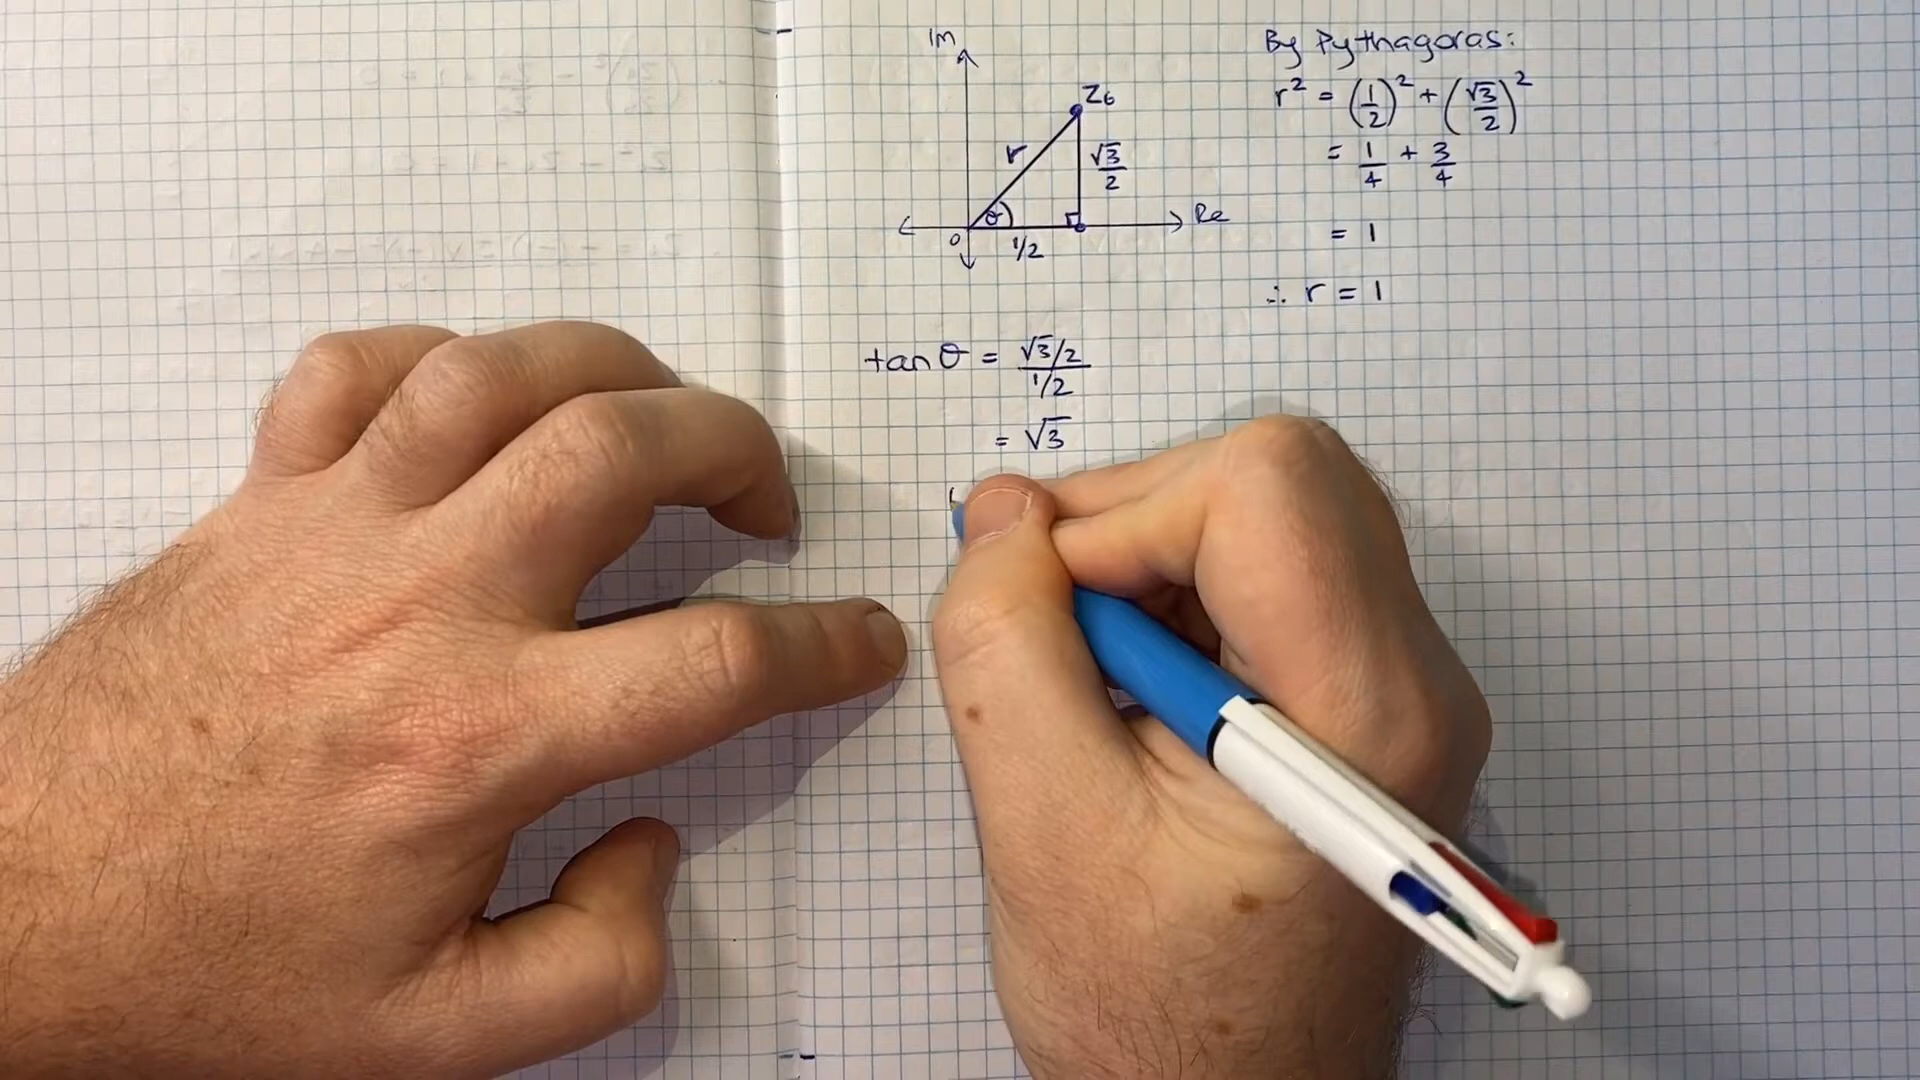 Im
z₆
r
√3/2
θ
Re
0
1/2
By Pythagoras:
r² = (1/2)² + (√3/2)²
= 1/4 + 3/4
= 1
∴ r = 1
tan θ = (√3/2)/(1/2)
= √3